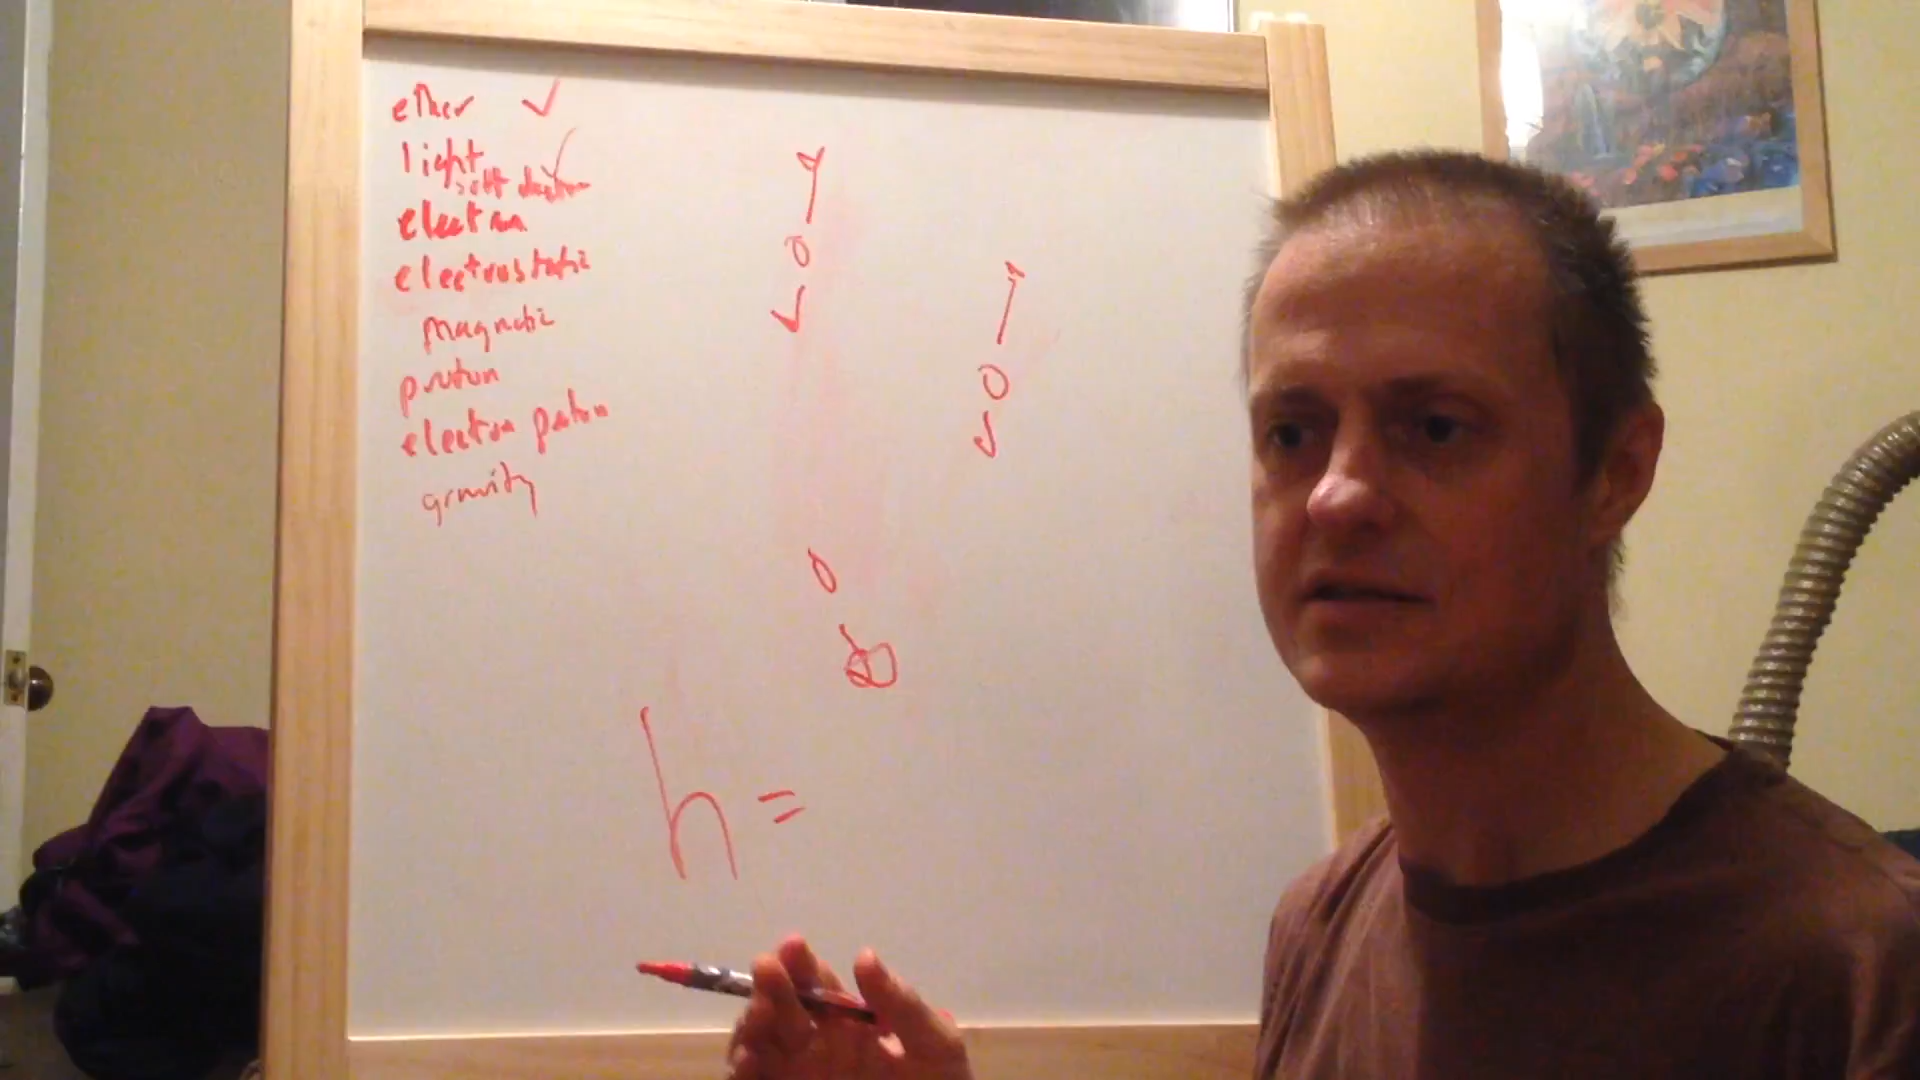 ether ✓
light ✓
electron
electrostatic
magnetic
proton
electron proton
gravity
h =